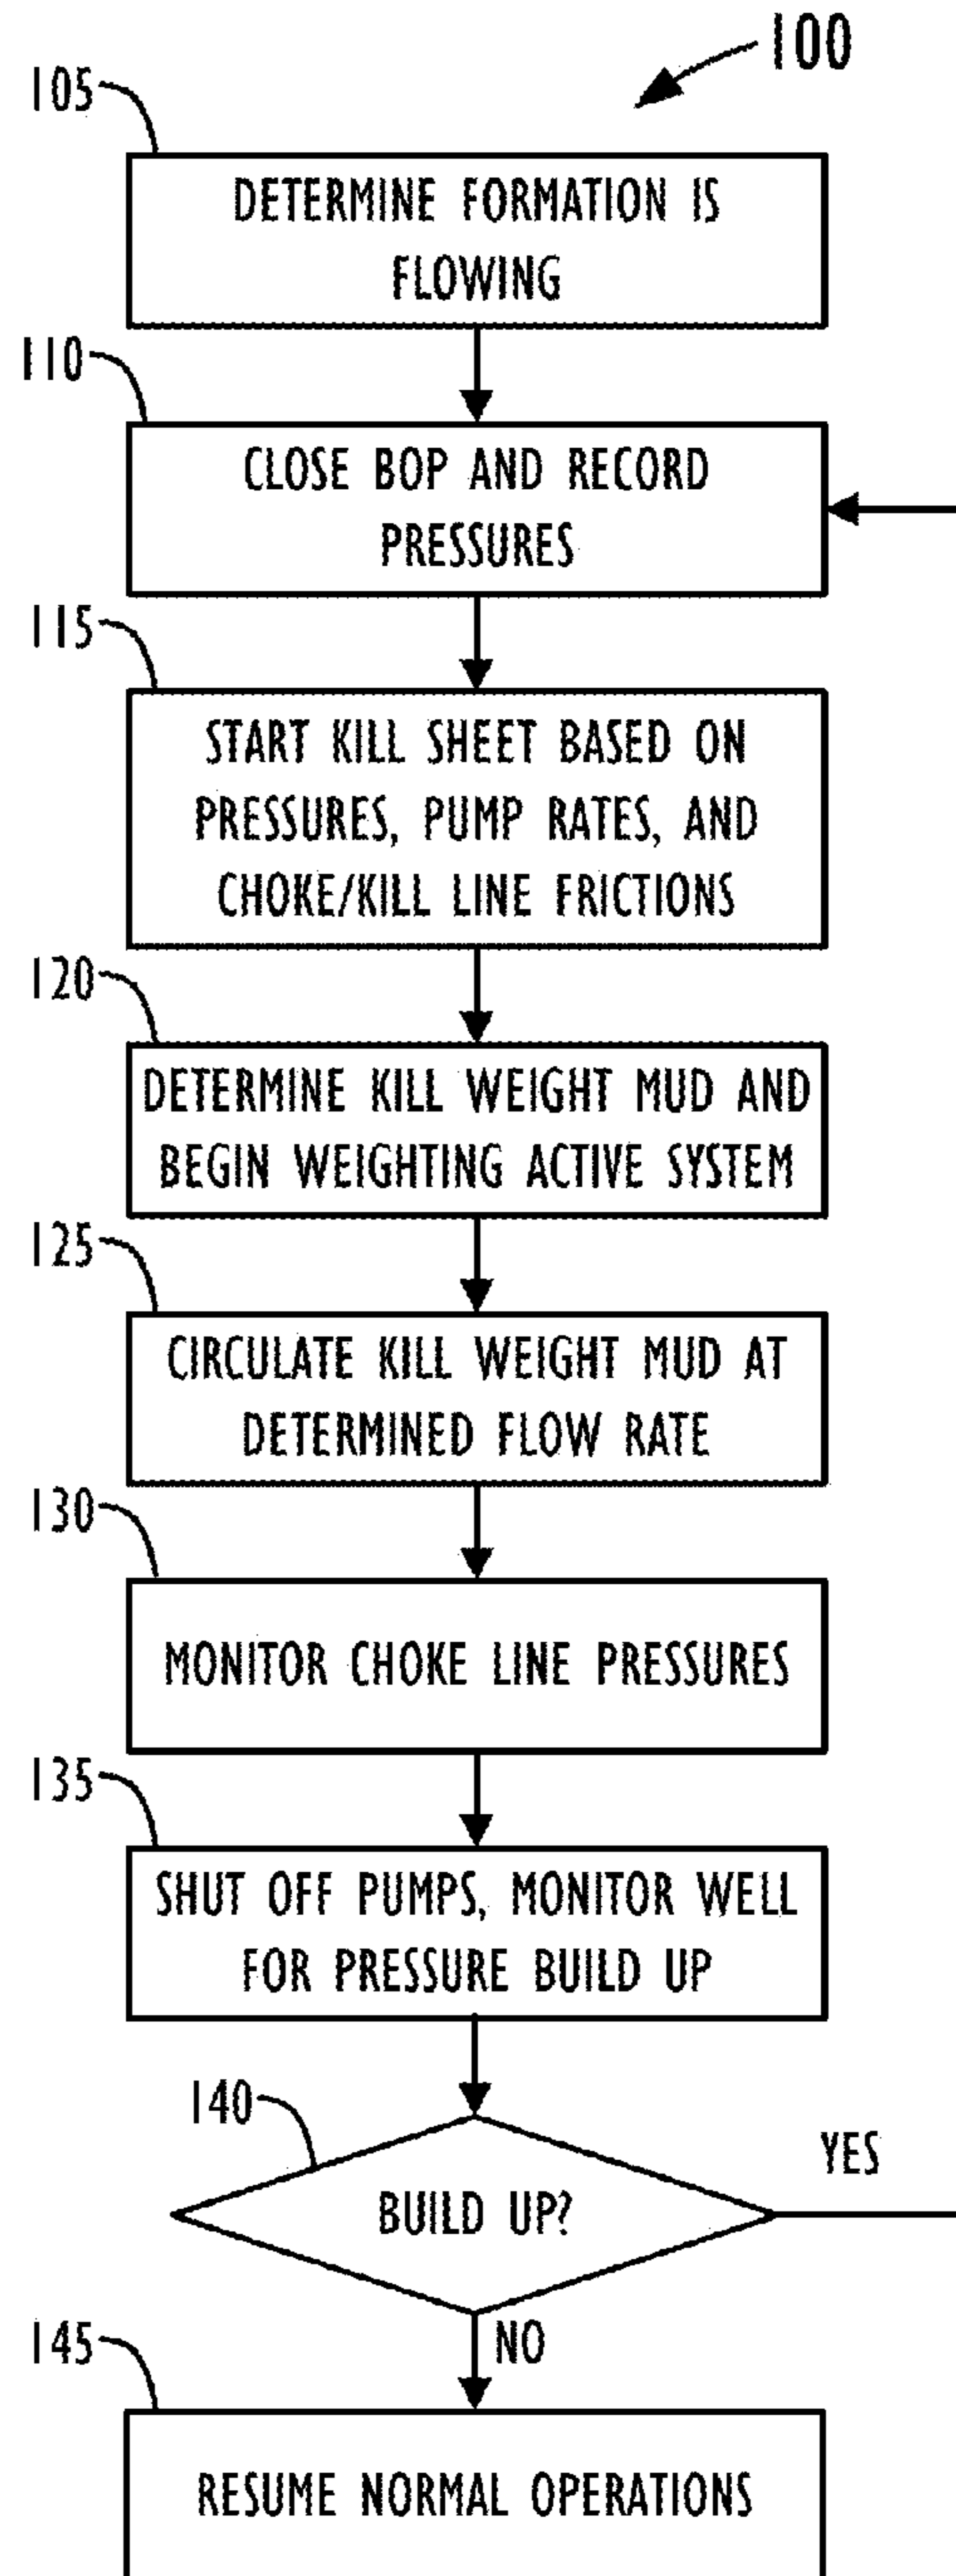 100
105
DETERMINE FORMATION IS
FLOWING
110
CLOSE BOP AND RECORD
PRESSURES
115
START KILL SHEET BASED ON
PRESSURES, PUMP RATES, AND
CHOKE/KILL LINE FRICTIONS
120
DETERMINE KILL WEIGHT MUD AND
BEGIN WEIGHTING ACTIVE SYSTEM
125
CIRCULATE KILL WEIGHT MUD AT
DETERMINED FLOW RATE
130
MONITOR CHOKE LINE PRESSURES
135
SHUT OFF PUMPS, MONITOR WELL
FOR PRESSURE BUILD UP
140
YES
BUILD UP?
NO
145
RESUME NORMAL OPERATIONS